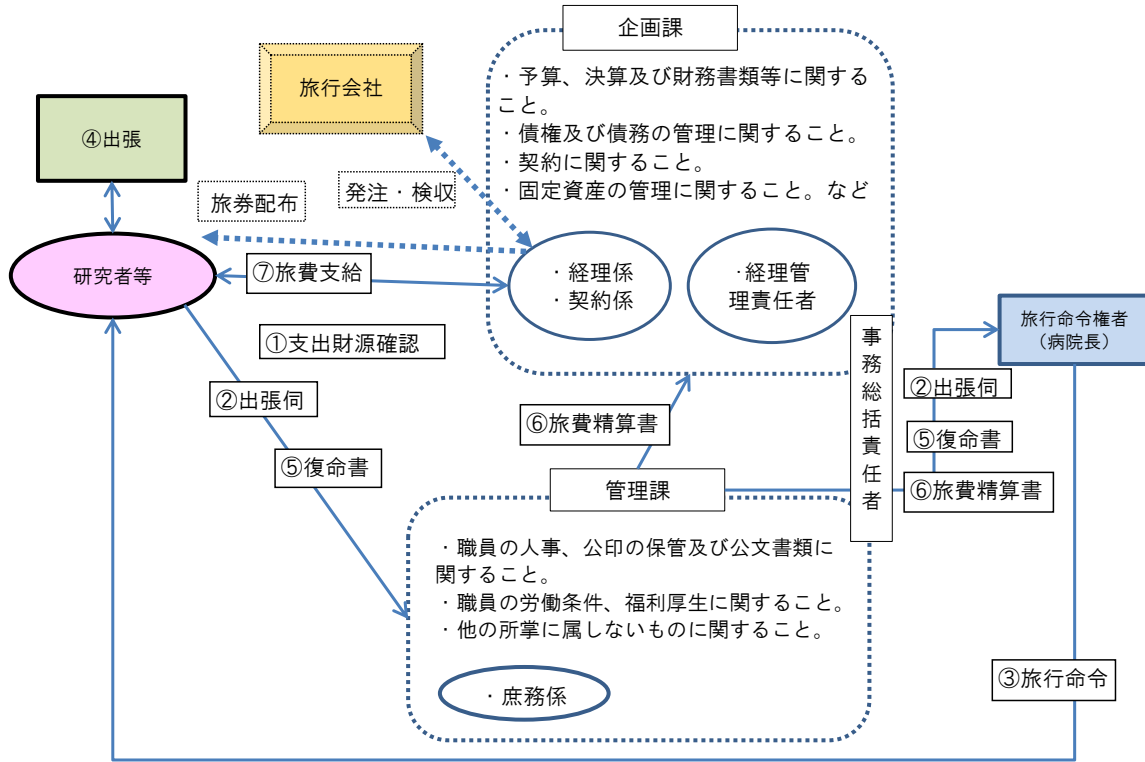 企画課
・予算、決算及び財務書類等に関する
こと。
・債権及び債務の管理に関すること。
・契約に関すること。
・固定資産の管理に関すること。など
旅行会社
④出張
発注・検収
旅券配布
研究者等
⑦旅費支給
・経理係
・契約係
・経理管
理責任者
①支出財源確認
旅行命令権者
（病院長）
事務総括責任者
②出張伺
②出張伺
⑥旅費精算書
⑤復命書
⑤復命書
⑥旅費精算書
管理課
・職員の人事、公印の保管及び公文書類に
関すること。
・職員の労働条件、福利厚生に関すること。
・他の所掌に属しないものに関すること。
③旅行命令
・庶務係